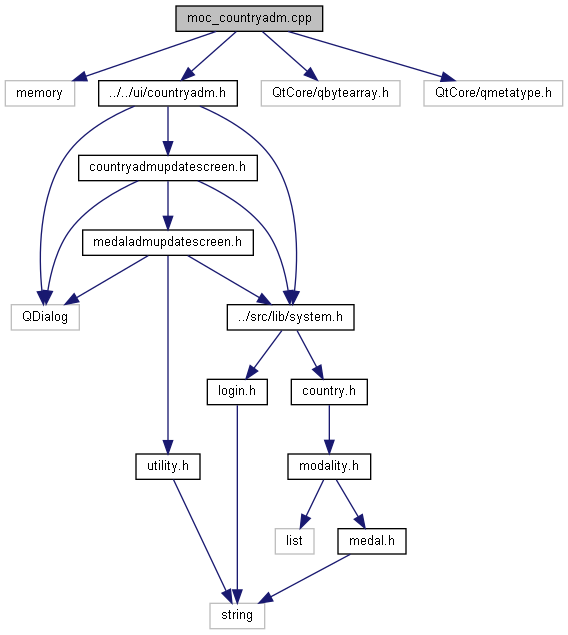 moc_countryadm.cpp
memory
../../ui/countryadm.h
QtCore/qbytearray.h
QtCore/qmetatype.h
countryadmupdatescreen.h
medaladmupdatescreen.h
QDialog
../src/lib/system.h
login.h
country.h
utility.h
modality.h
list
medal.h
string